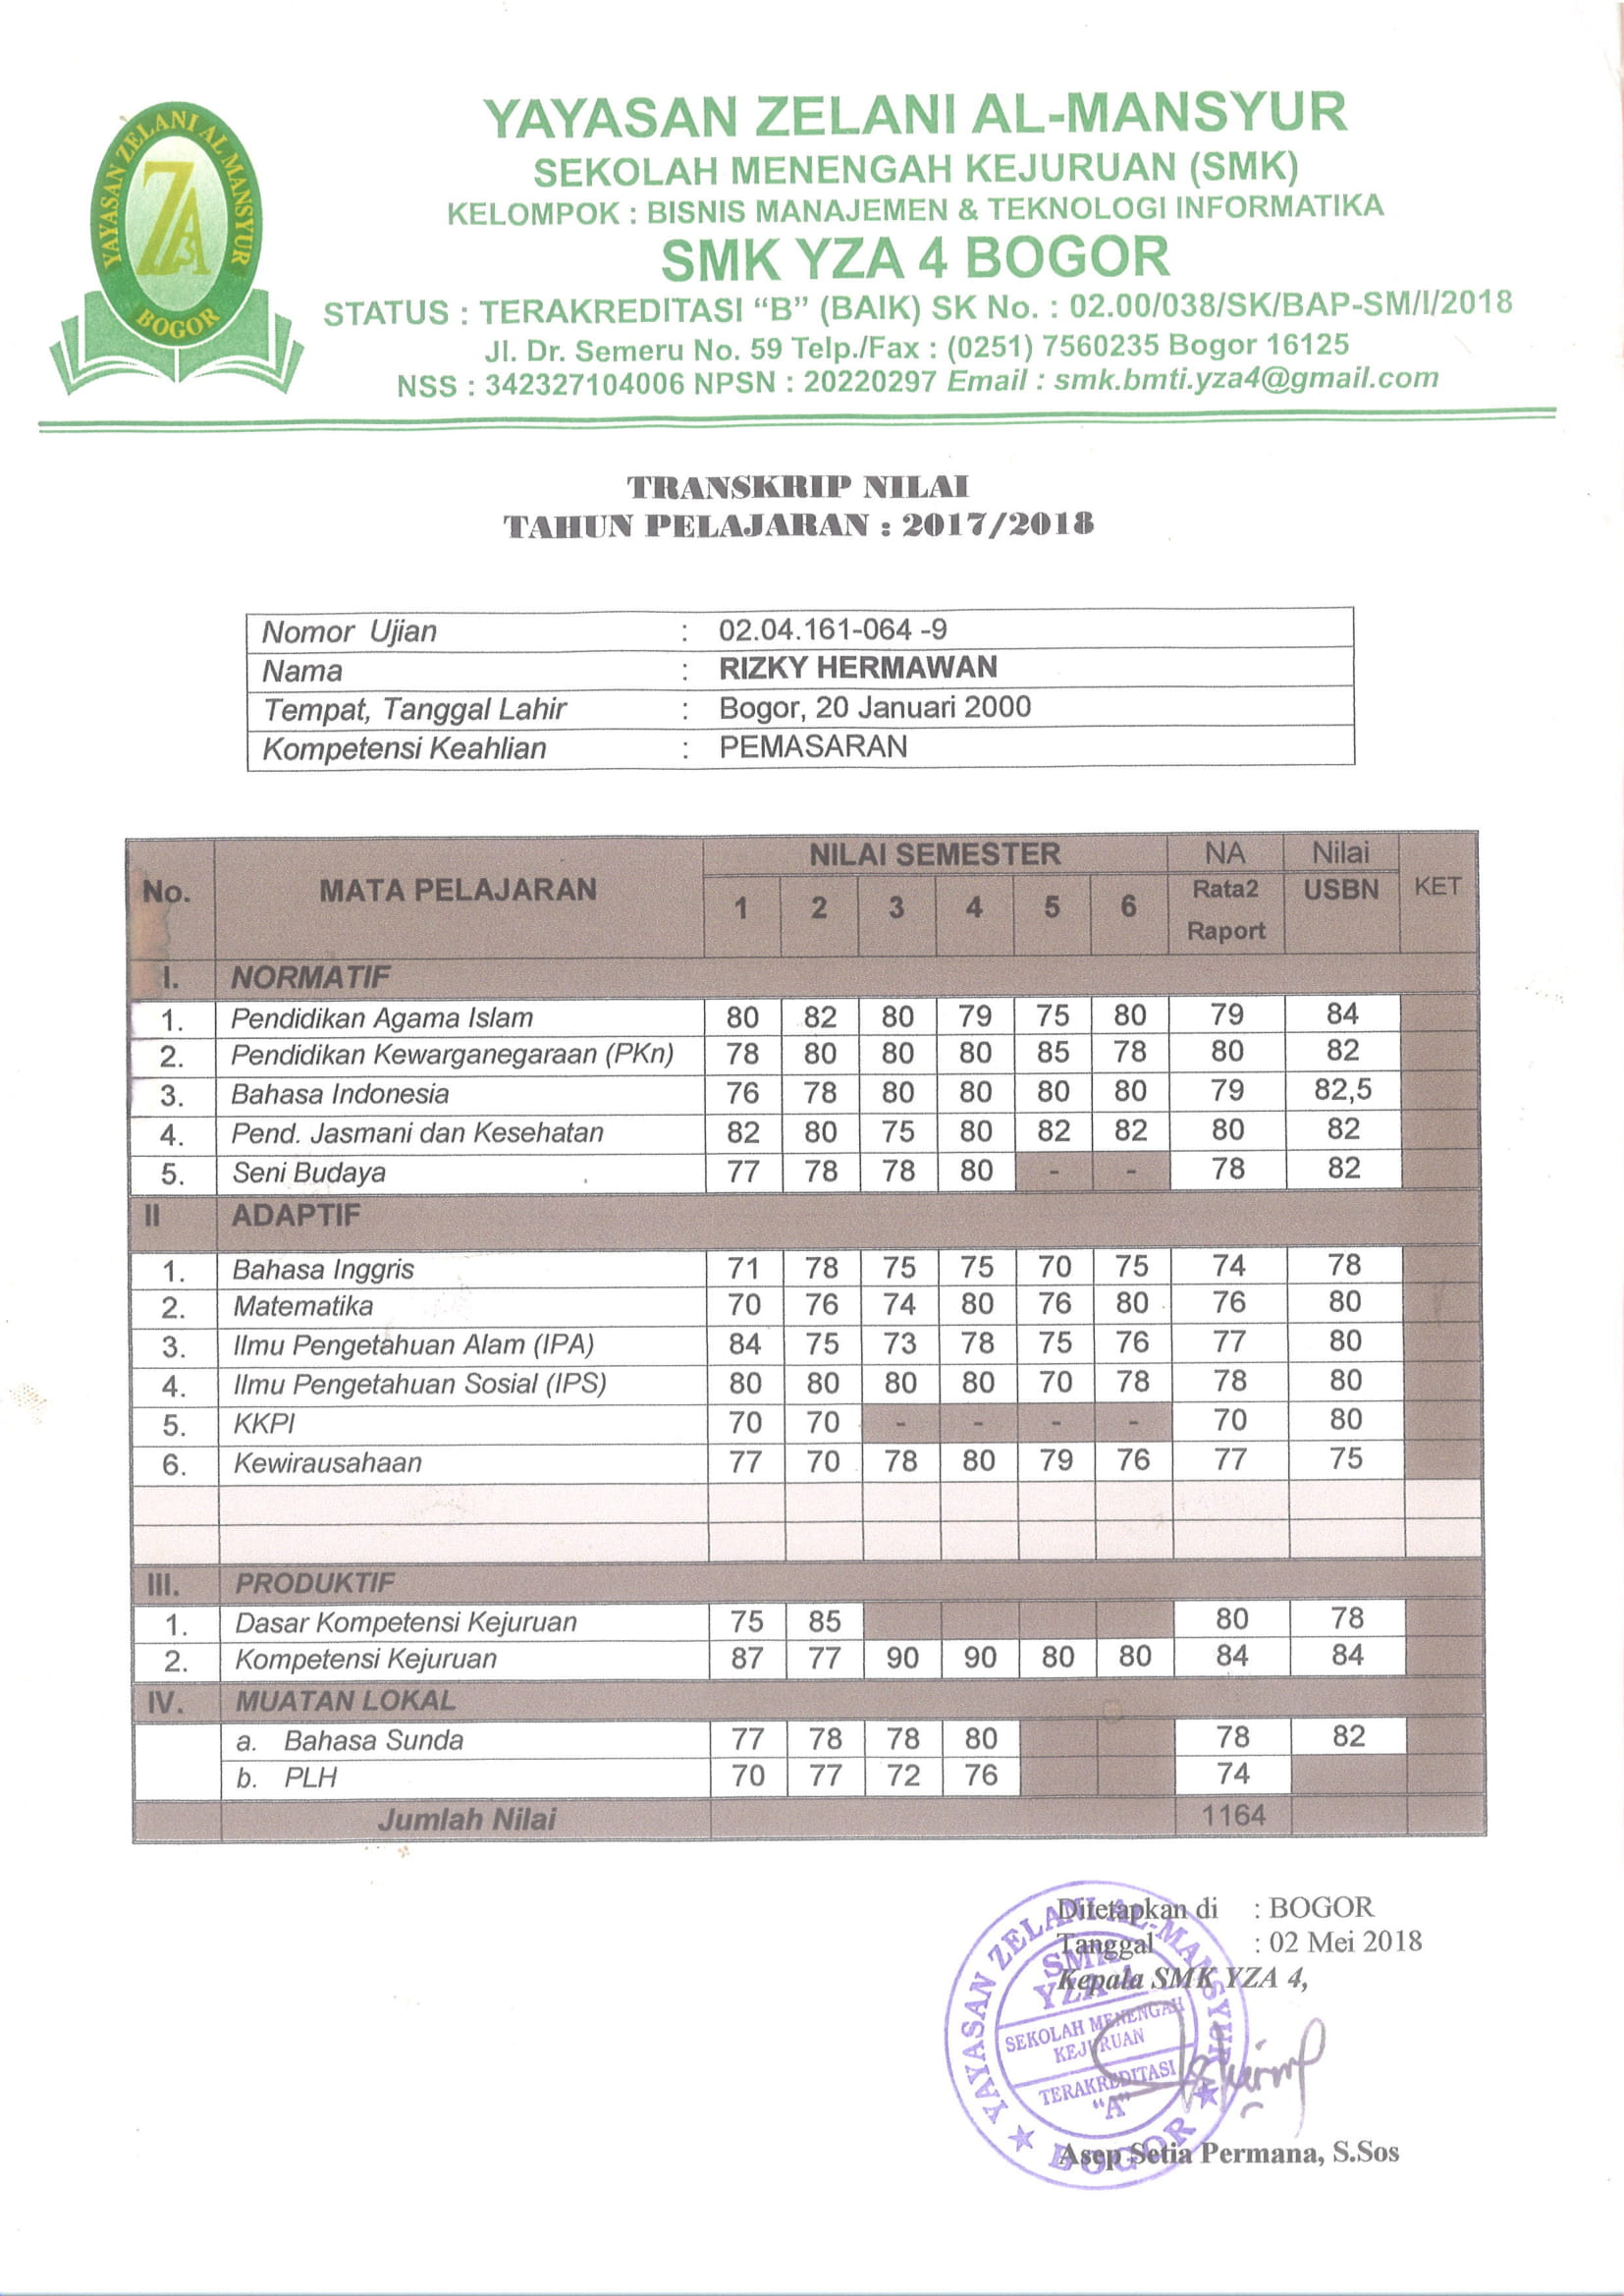 YAYASAN ZELANI AL MANSYUR
ZA
BOGOR
YAYASAN ZELANI AL-MANSYUR
SEKOLAH MENENGAH KEJURUAN (SMK)
KELOMPOK : BISNIS MANAJEMEN & TEKNOLOGI INFORMATIKA
SMK YZA 4 BOGOR
STATUS : TERAKREDITASI “B” (BAIK) SK No. : 02.00/038/SK/BAP-SM/I/2018
Jl. Dr. Semeru No. 59 Telp./Fax : (0251) 7560235 Bogor 16125
NSS : 342327104006 NPSN : 20220297 Email : smk.bmti.yza4@gmail.com
TRANSKRIP NILAI
TAHUN PELAJARAN : 2017/2018
Nomor Ujian : 02.04.161-064 -9
Nama : RIZKY HERMAWAN
Tempat, Tanggal Lahir : Bogor, 20 Januari 2000
Kompetensi Keahlian : PEMASARAN
No. MATA PELAJARAN NILAI SEMESTER NA Nilai KET
1 2 3 4 5 6 Rata2 USBN
Raport
I. NORMATIF
1. Pendidikan Agama Islam 80 82 80 79 75 80 79 84
2. Pendidikan Kewarganegaraan (PKn) 78 80 80 80 85 78 80 82
3. Bahasa Indonesia 76 78 80 80 80 80 79 82,5
4. Pend. Jasmani dan Kesehatan 82 80 75 80 82 82 80 82
5. Seni Budaya 77 78 78 80 - - 78 82
II ADAPTIF
1. Bahasa Inggris 71 78 75 75 70 75 74 78
2. Matematika 70 76 74 80 76 80 76 80
3. Ilmu Pengetahuan Alam (IPA) 84 75 73 78 75 76 77 80
4. Ilmu Pengetahuan Sosial (IPS) 80 80 80 80 70 78 78 80
5. KKPI 70 70 - - - - 70 80
6. Kewirausahaan 77 70 78 80 79 76 77 75
III. PRODUKTIF
1. Dasar Kompetensi Kejuruan 75 85 80 78
2. Kompetensi Kejuruan 87 77 90 90 80 80 84 84
IV. MUATAN LOKAL
a. Bahasa Sunda 77 78 78 80 78 82
b. PLH 70 77 72 76 74
Jumlah Nilai 1164
Ditetapkan di : BOGOR
Tanggal : 02 Mei 2018
Kepala SMK YZA 4,
YAYASAN ZELANI AL-MANSYUR
SMK
YZA 4
SEKOLAH MENENGAH
KEJURUAN
TERAKREDITASI
“A”
BOGOR
Asep Setia Permana, S.Sos